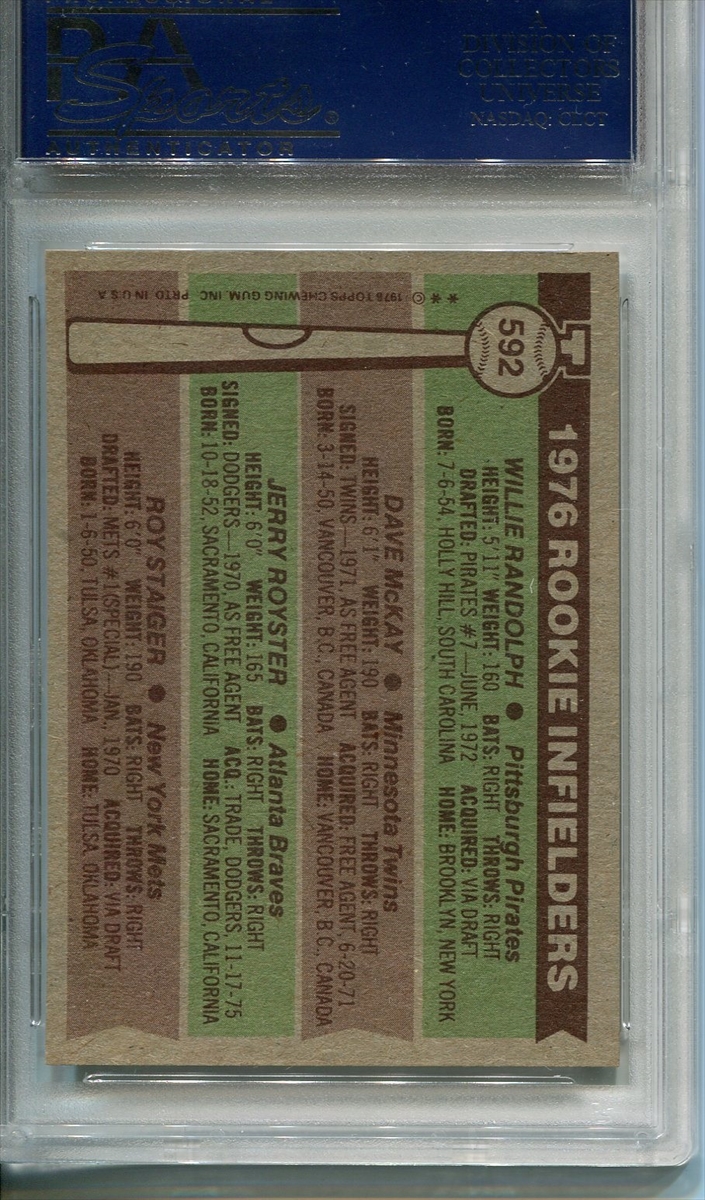 PSA
Sports®
AUTHENTICATOR
A
DIVISION OF
COLLECTORS
UNIVERSE
NASDAQ: CLCT
592
1976 ROOKIE INFIELDERS
WILLIE RANDOLPH ● Pittsburgh Pirates
HEIGHT: 5'11" WEIGHT: 160 BATS: RIGHT THROWS: RIGHT
DRAFTED: PIRATES #7—JUNE, 1972 ACQUIRED: VIA DRAFT
BORN: 7-6-54, HOLLY HILL, SOUTH CAROLINA HOME: BROOKLYN, NEW YORK
DAVE McKAY ● Minnesota Twins
HEIGHT: 6'1" WEIGHT: 190 BATS: RIGHT THROWS: RIGHT
SIGNED: TWINS—1971, AS FREE AGENT ACQUIRED: FREE AGENT, 6-20-71
BORN: 3-14-50, VANCOUVER, B.C., CANADA HOME: VANCOUVER, B.C., CANADA
JERRY ROYSTER ● Atlanta Braves
HEIGHT: 6'0" WEIGHT: 165 BATS: RIGHT THROWS: RIGHT
SIGNED: DODGERS—1970, AS FREE AGENT ACQ.: TRADE, DODGERS, 11-17-75
BORN: 10-18-52, SACRAMENTO, CALIFORNIA HOME: SACRAMENTO, CALIFORNIA
ROY STAIGER ● New York Mets
HEIGHT: 6'0" WEIGHT: 190 BATS: RIGHT THROWS: RIGHT
DRAFTED: METS #1 (SPECIAL)—JAN., 1970 ACQUIRED: VIA DRAFT
BORN: 1-6-50, TULSA, OKLAHOMA HOME: TULSA, OKLAHOMA
** © 1976 TOPPS CHEWING GUM, INC PRTD IN U S A